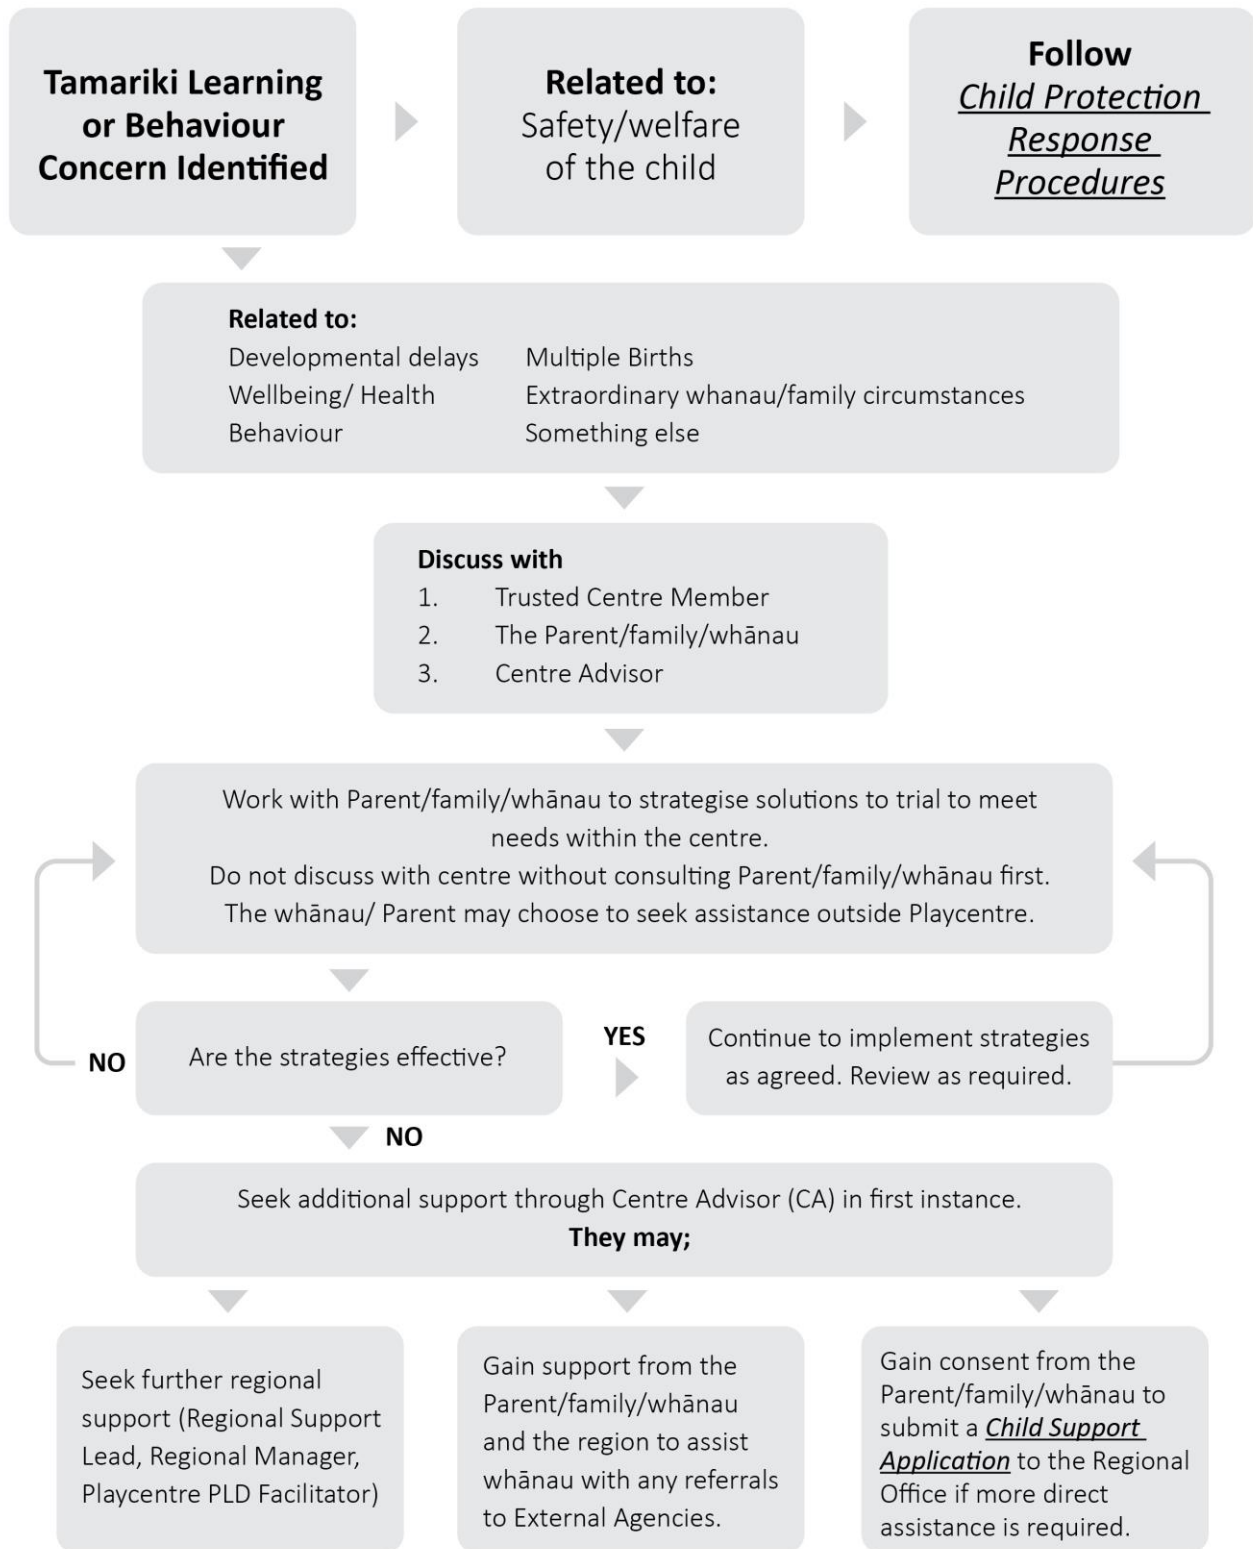 Tamariki Learning
or Behaviour
Concern Identified
Related to:
Safety/welfare
of the child
Follow
Child Protection
Response
Procedures
Related to:
Developmental delays
Wellbeing/ Health
Behaviour
Multiple Births
Extraordinary whanau/family circumstances
Something else
Discuss with
1. Trusted Centre Member
2. The Parent/family/whānau
3. Centre Advisor
Work with Parent/family/whānau to strategise solutions to trial to meet
needs within the centre.
Do not discuss with centre without consulting Parent/family/whānau first.
The whānau/ Parent may choose to seek assistance outside Playcentre.
NO
Are the strategies effective?
YES
Continue to implement strategies
as agreed. Review as required.
NO
Seek additional support through Centre Advisor (CA) in first instance.
They may;
Seek further regional
support (Regional Support
Lead, Regional Manager,
Playcentre PLD Facilitator)
Gain support from the
Parent/family/whānau
and the region to assist
whānau with any referrals
to External Agencies.
Gain consent from the
Parent/family/whānau to
submit a Child Support
Application to the Regional
Office if more direct
assistance is required.